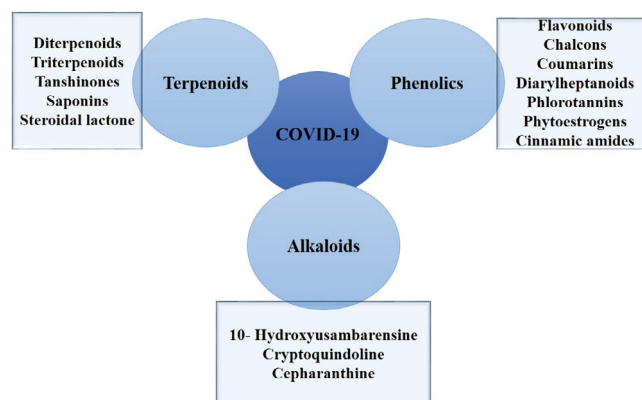 Diterpenoids
Triterpenoids
Tanshinones
Saponins
Steroidal lactone
Terpenoids
COVID-19
Phenolics
Flavonoids
Chalcons
Coumarins
Diarylheptanoids
Phlorotannins
Phytoestrogens
Cinnamic amides
Alkaloids
10- Hydroxyusambarensine
Cryptoquindoline
Cepharanthine